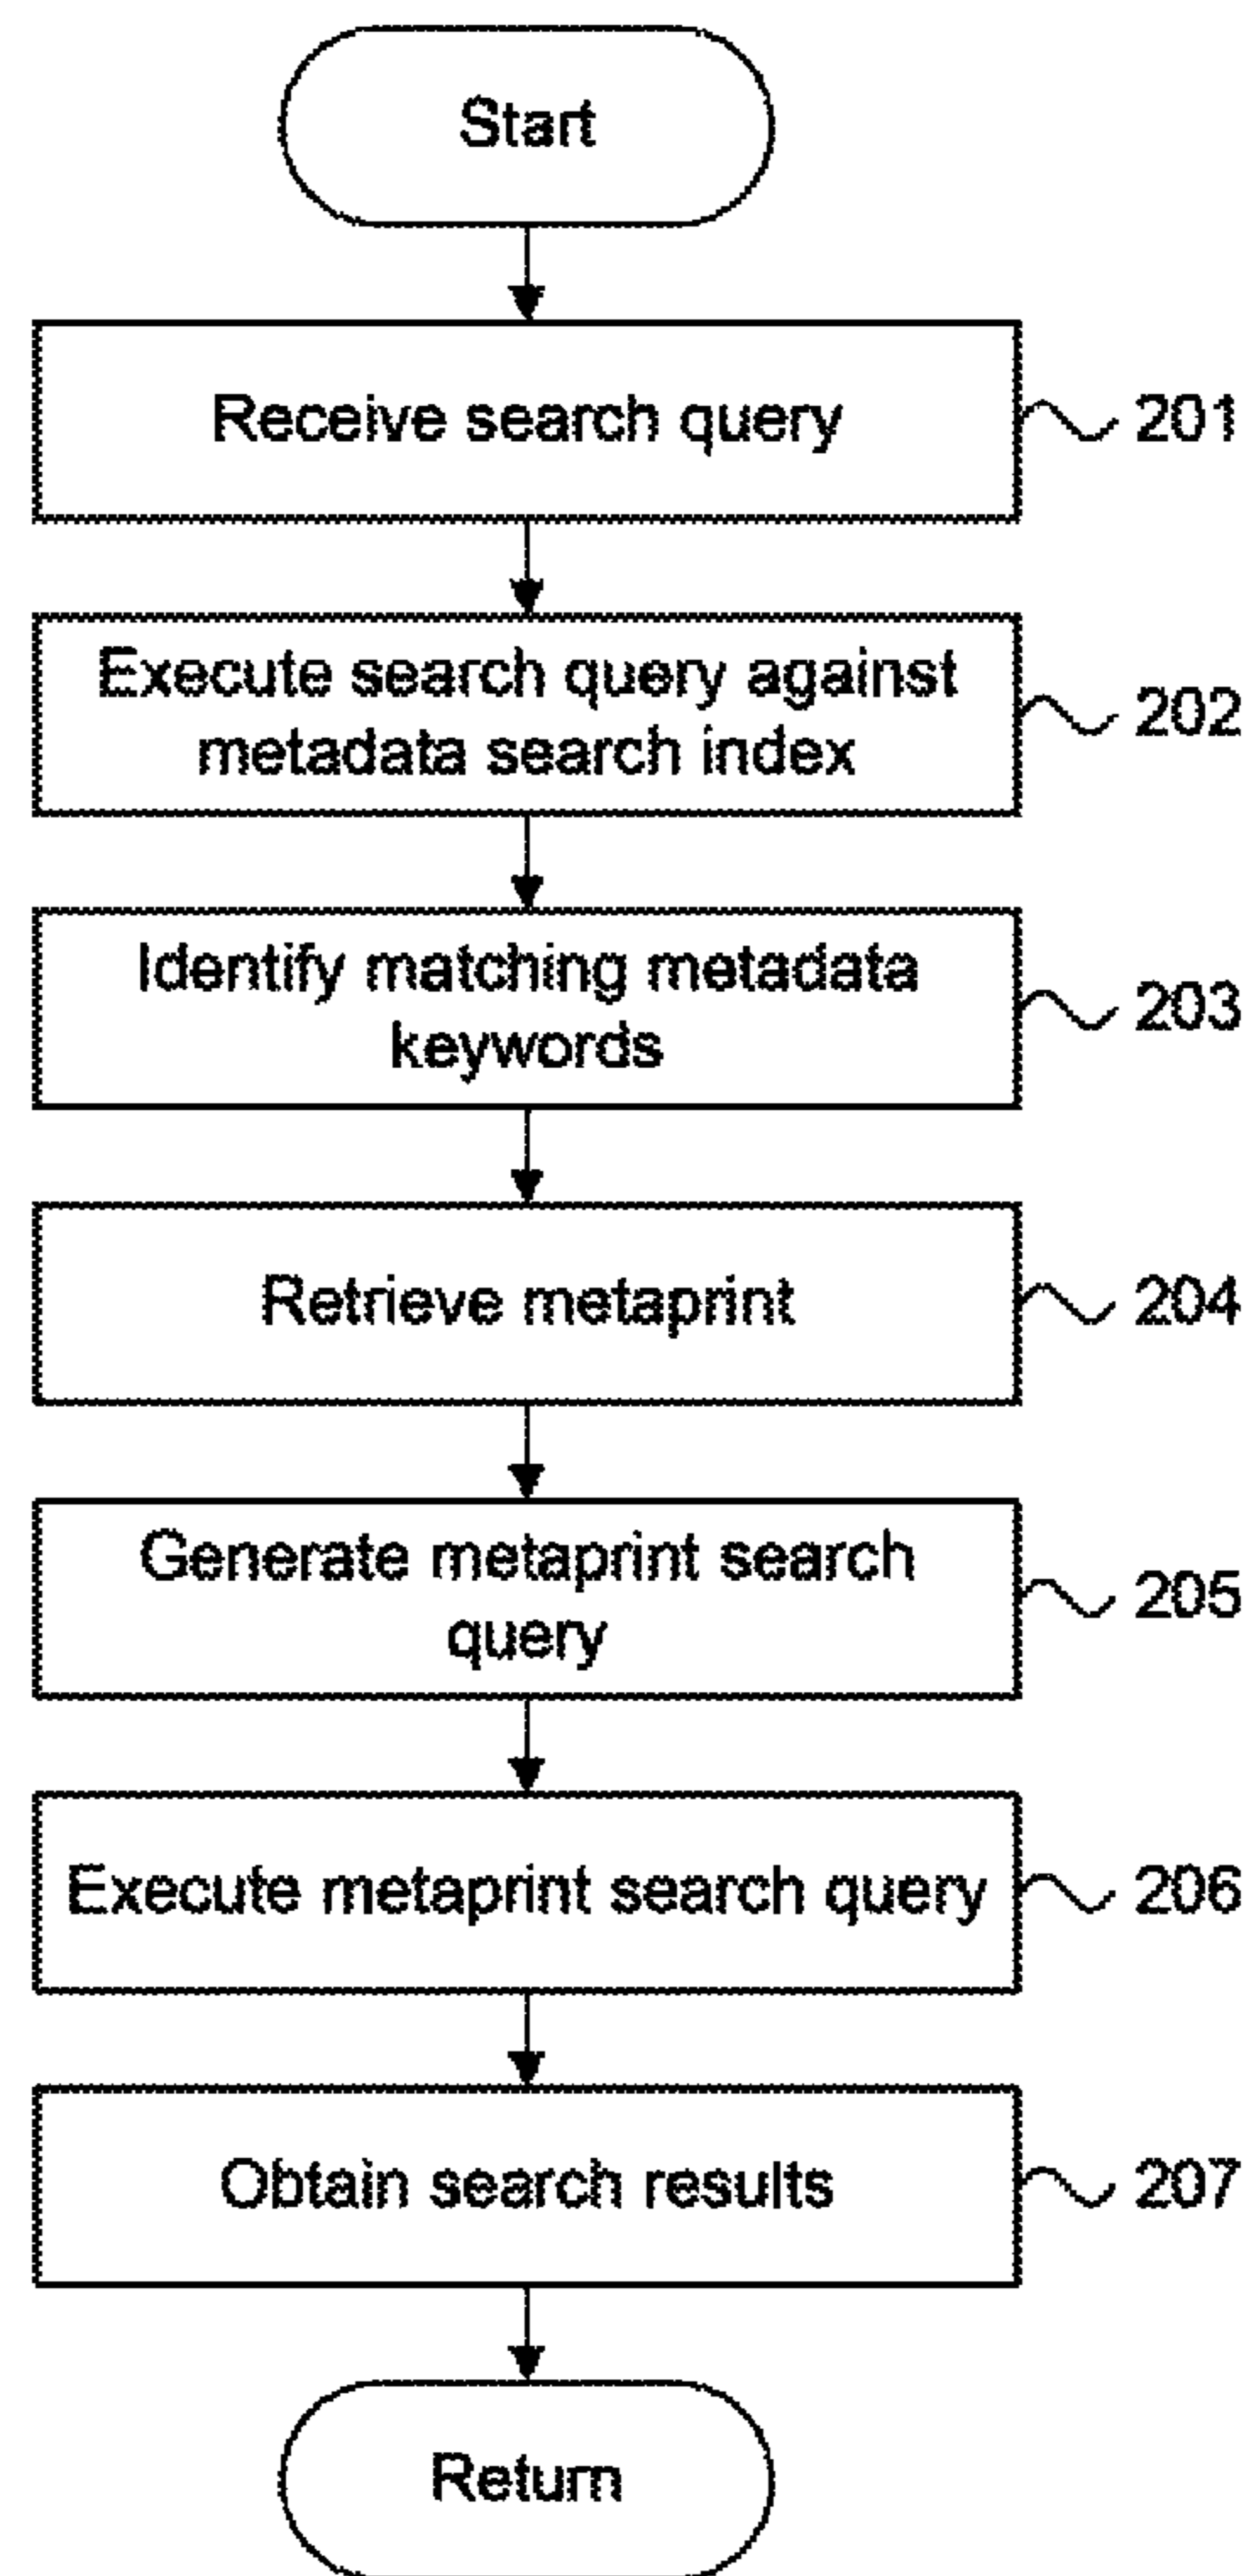 Start
Receive search query
201
Execute search query against
metadata search index
202
Identify matching metadata
keywords
203
Retrieve metaprint
204
Generate metaprint search
query
205
Execute metaprint search query
206
Obtain search results
207
Return